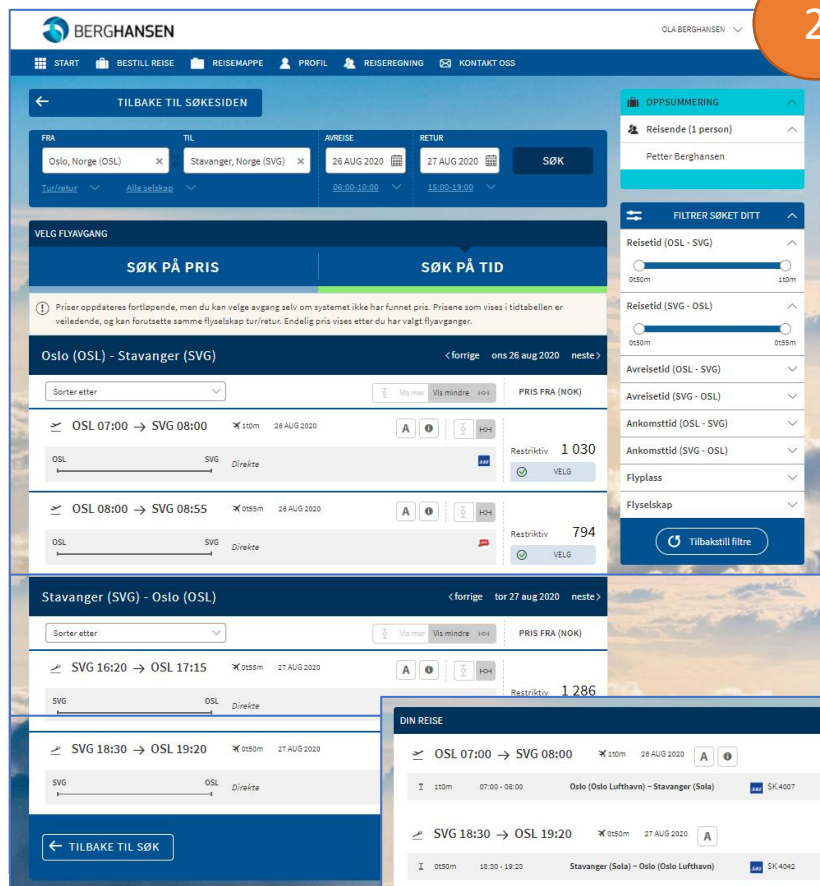 BERGHANSEN
OLA BERGHANSEN
2
START BESTILL REISE REISEMAPPE PROFIL REISEREGNING KONTAKT OSS
← TILBAKE TIL SØKESIDEN
FRA TIL AVREISE RETUR
Oslo, Norge (OSL) × Stavanger, Norge (SVG) × 26 AUG 2020 27 AUG 2020 SØK
Tur/retur Alle selskap 06:00-10:00 15:00-19:00
VELG FLYAVGANG
SØK PÅ PRIS SØK PÅ TID
Priser oppdateres fortløpende, men du kan velge avgang selv om systemet ikke har funnet pris. Prisene som vises i tidtabellen er
veiledende, og kan forutsette samme flyselskap tur/retur. Endelig pris vises etter du har valgt flyavganger.
Oslo (OSL) - Stavanger (SVG) <forrige ons 26 aug 2020 neste>
Sorter etter Vis mer Vis mindre PRIS FRA (NOK)
OSL 07:00 → SVG 08:00 1t0m 26 AUG 2020 A
Restriktiv 1 030
OSL SVG Direkte SAS
VELG
OSL 08:00 → SVG 08:55 0t55m 26 AUG 2020 A
Restriktiv 794
OSL SVG Direkte
VELG
Stavanger (SVG) - Oslo (OSL) <forrige tor 27 aug 2020 neste>
Sorter etter Vis mer Vis mindre PRIS FRA (NOK)
SVG 16:20 → OSL 17:15 0t55m 27 AUG 2020 A
Restriktiv 1 286
SVG OSL Direkte
SVG 18:30 → OSL 19:20 0t50m 27 AUG 2020
SVG OSL Direkte
← TILBAKE TIL SØK
OPPSUMMERING
Reisende (1 person)
Petter Berghansen
FILTRER SØKET DITT
Reisetid (OSL - SVG)
0t50m 1t0m
Reisetid (SVG - OSL)
0t50m 0t55m
Avreisetid (OSL - SVG)
Avreisetid (SVG - OSL)
Ankomsttid (OSL - SVG)
Ankomsttid (SVG - OSL)
Flyplass
Flyselskap
Tilbakstill filtre
DIN REISE
OSL 07:00 → SVG 08:00 1t0m 26 AUG 2020 A
1t0m 07:00 - 08:00 Oslo (Oslo Lufthavn) – Stavanger (Sola) SAS SK 4007
SVG 18:30 → OSL 19:20 0t50m 27 AUG 2020 A
0t50m 18:30 - 19:20 Stavanger (Sola) – Oslo (Oslo Lufthavn) SAS SK 4042